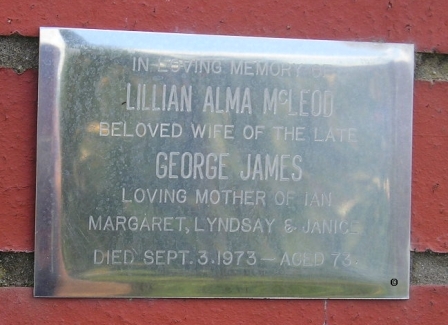 IN LOVING MEMORY OF
LILLIAN ALMA McLEOD
BELOVED WIFE OF THE LATE
GEORGE JAMES
LOVING MOTHER OF IAN
MARGARET, LYNDSAY & JANICE
DIED SEPT. 3. 1973 — AGED 73